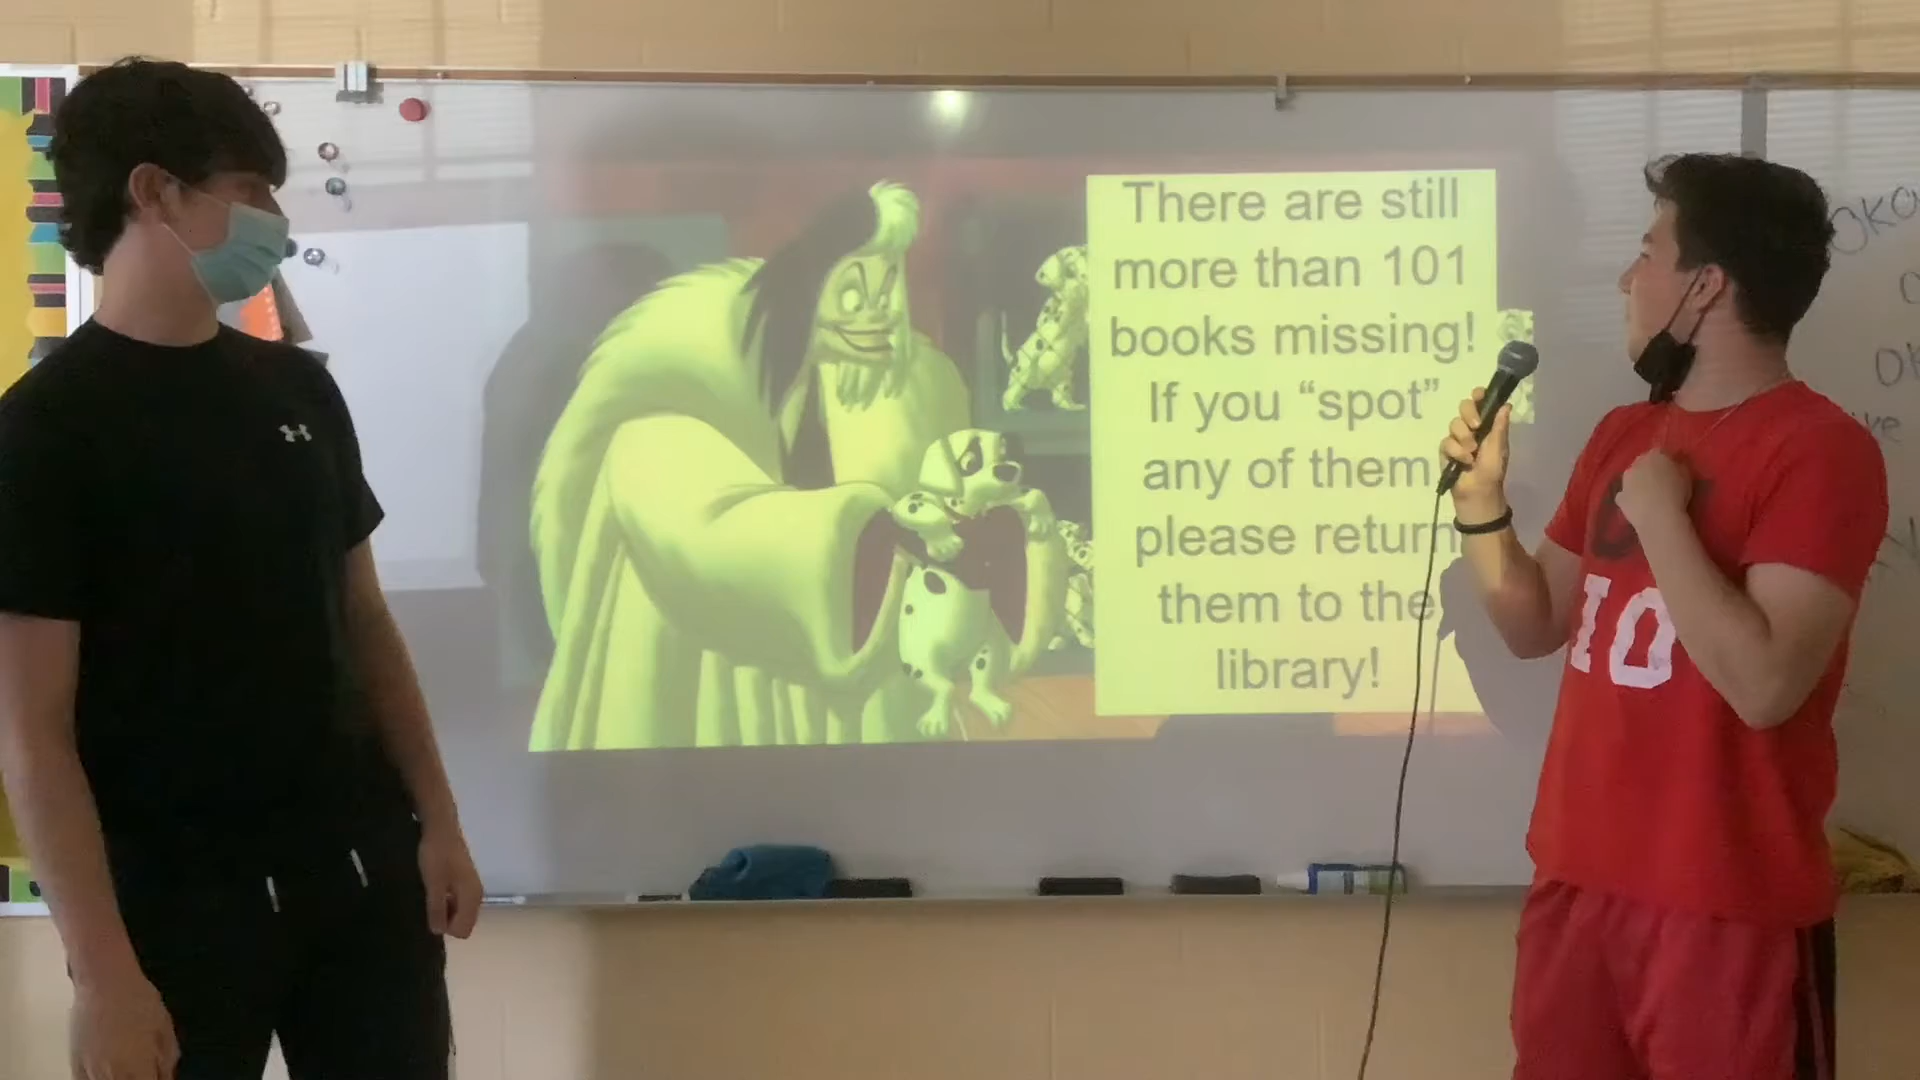 There are still
more than 101
books missing!
If you “spot”
any of them
please return
them to the
library!
IO